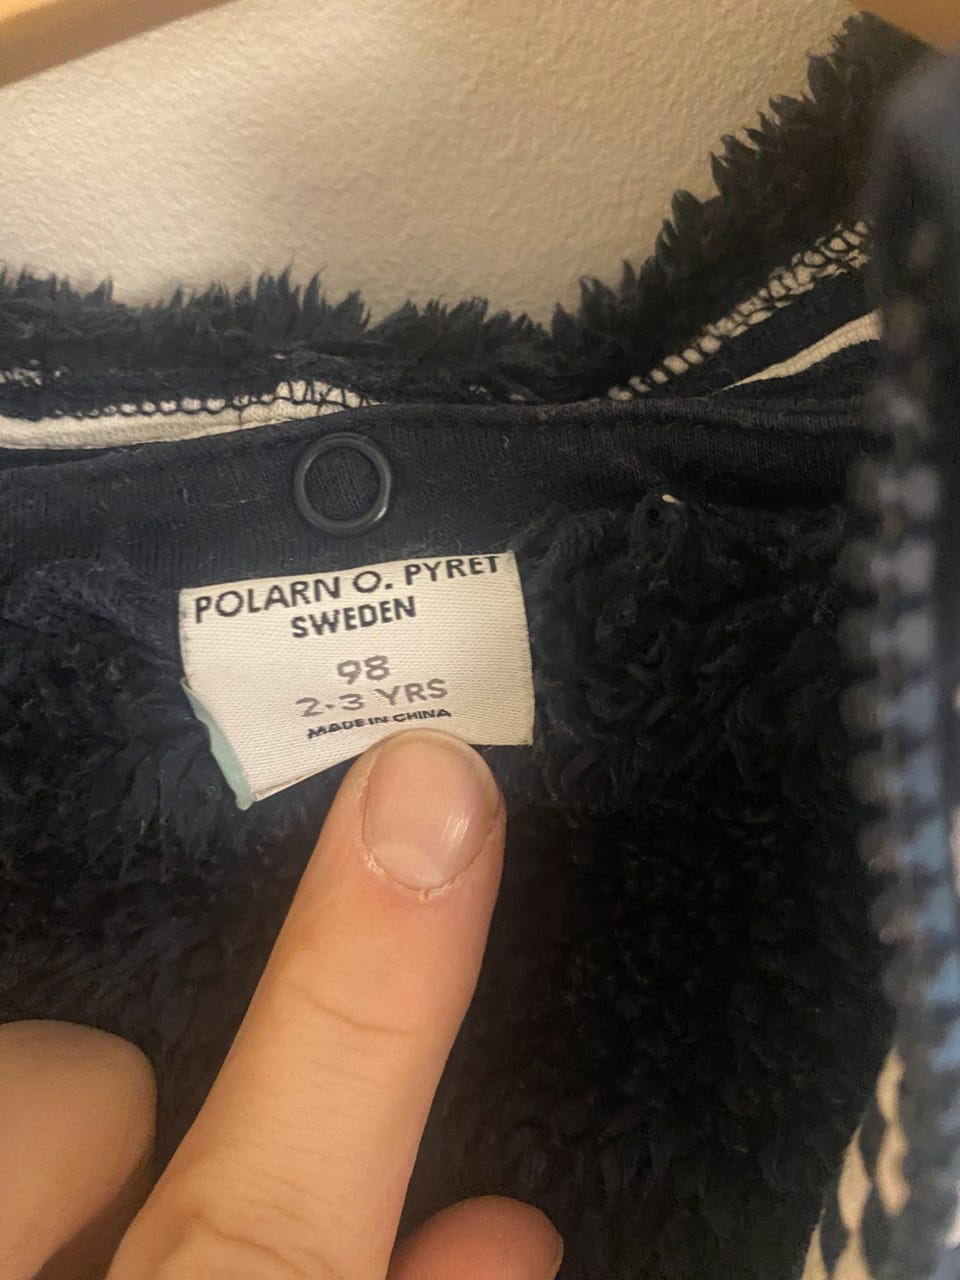 POLARN O. PYRET
SWEDEN
98
2-3 YRS
MADE IN CHINA